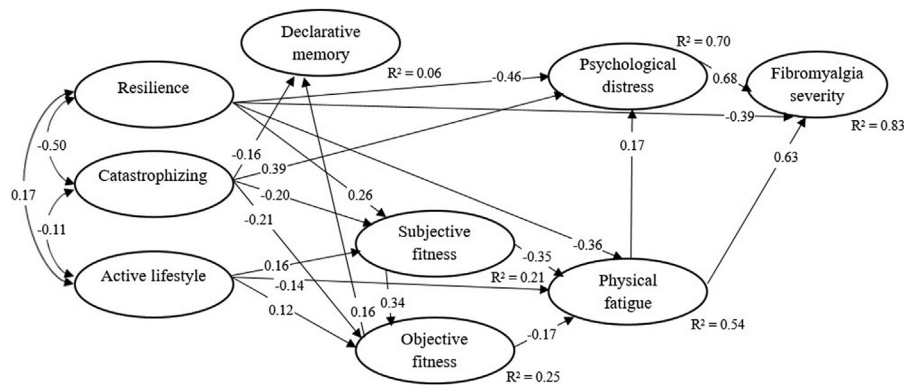 Declarative
memory
R² = 0.06
Resilience
Psychological
distress
R² = 0.70
Fibromyalgia
severity
R² = 0.83
Catastrophizing
Active lifestyle
Subjective
fitness
R² = 0.21
Objective
fitness
R² = 0.25
Physical
fatigue
R² = 0.54
-0.46
0.68
-0.39
-0.50
-0.16
0.39
0.17
0.63
0.17
-0.20
0.26
-0.11
-0.21
-0.36
-0.35
0.16
-0.14
0.12
0.34
0.16
-0.17